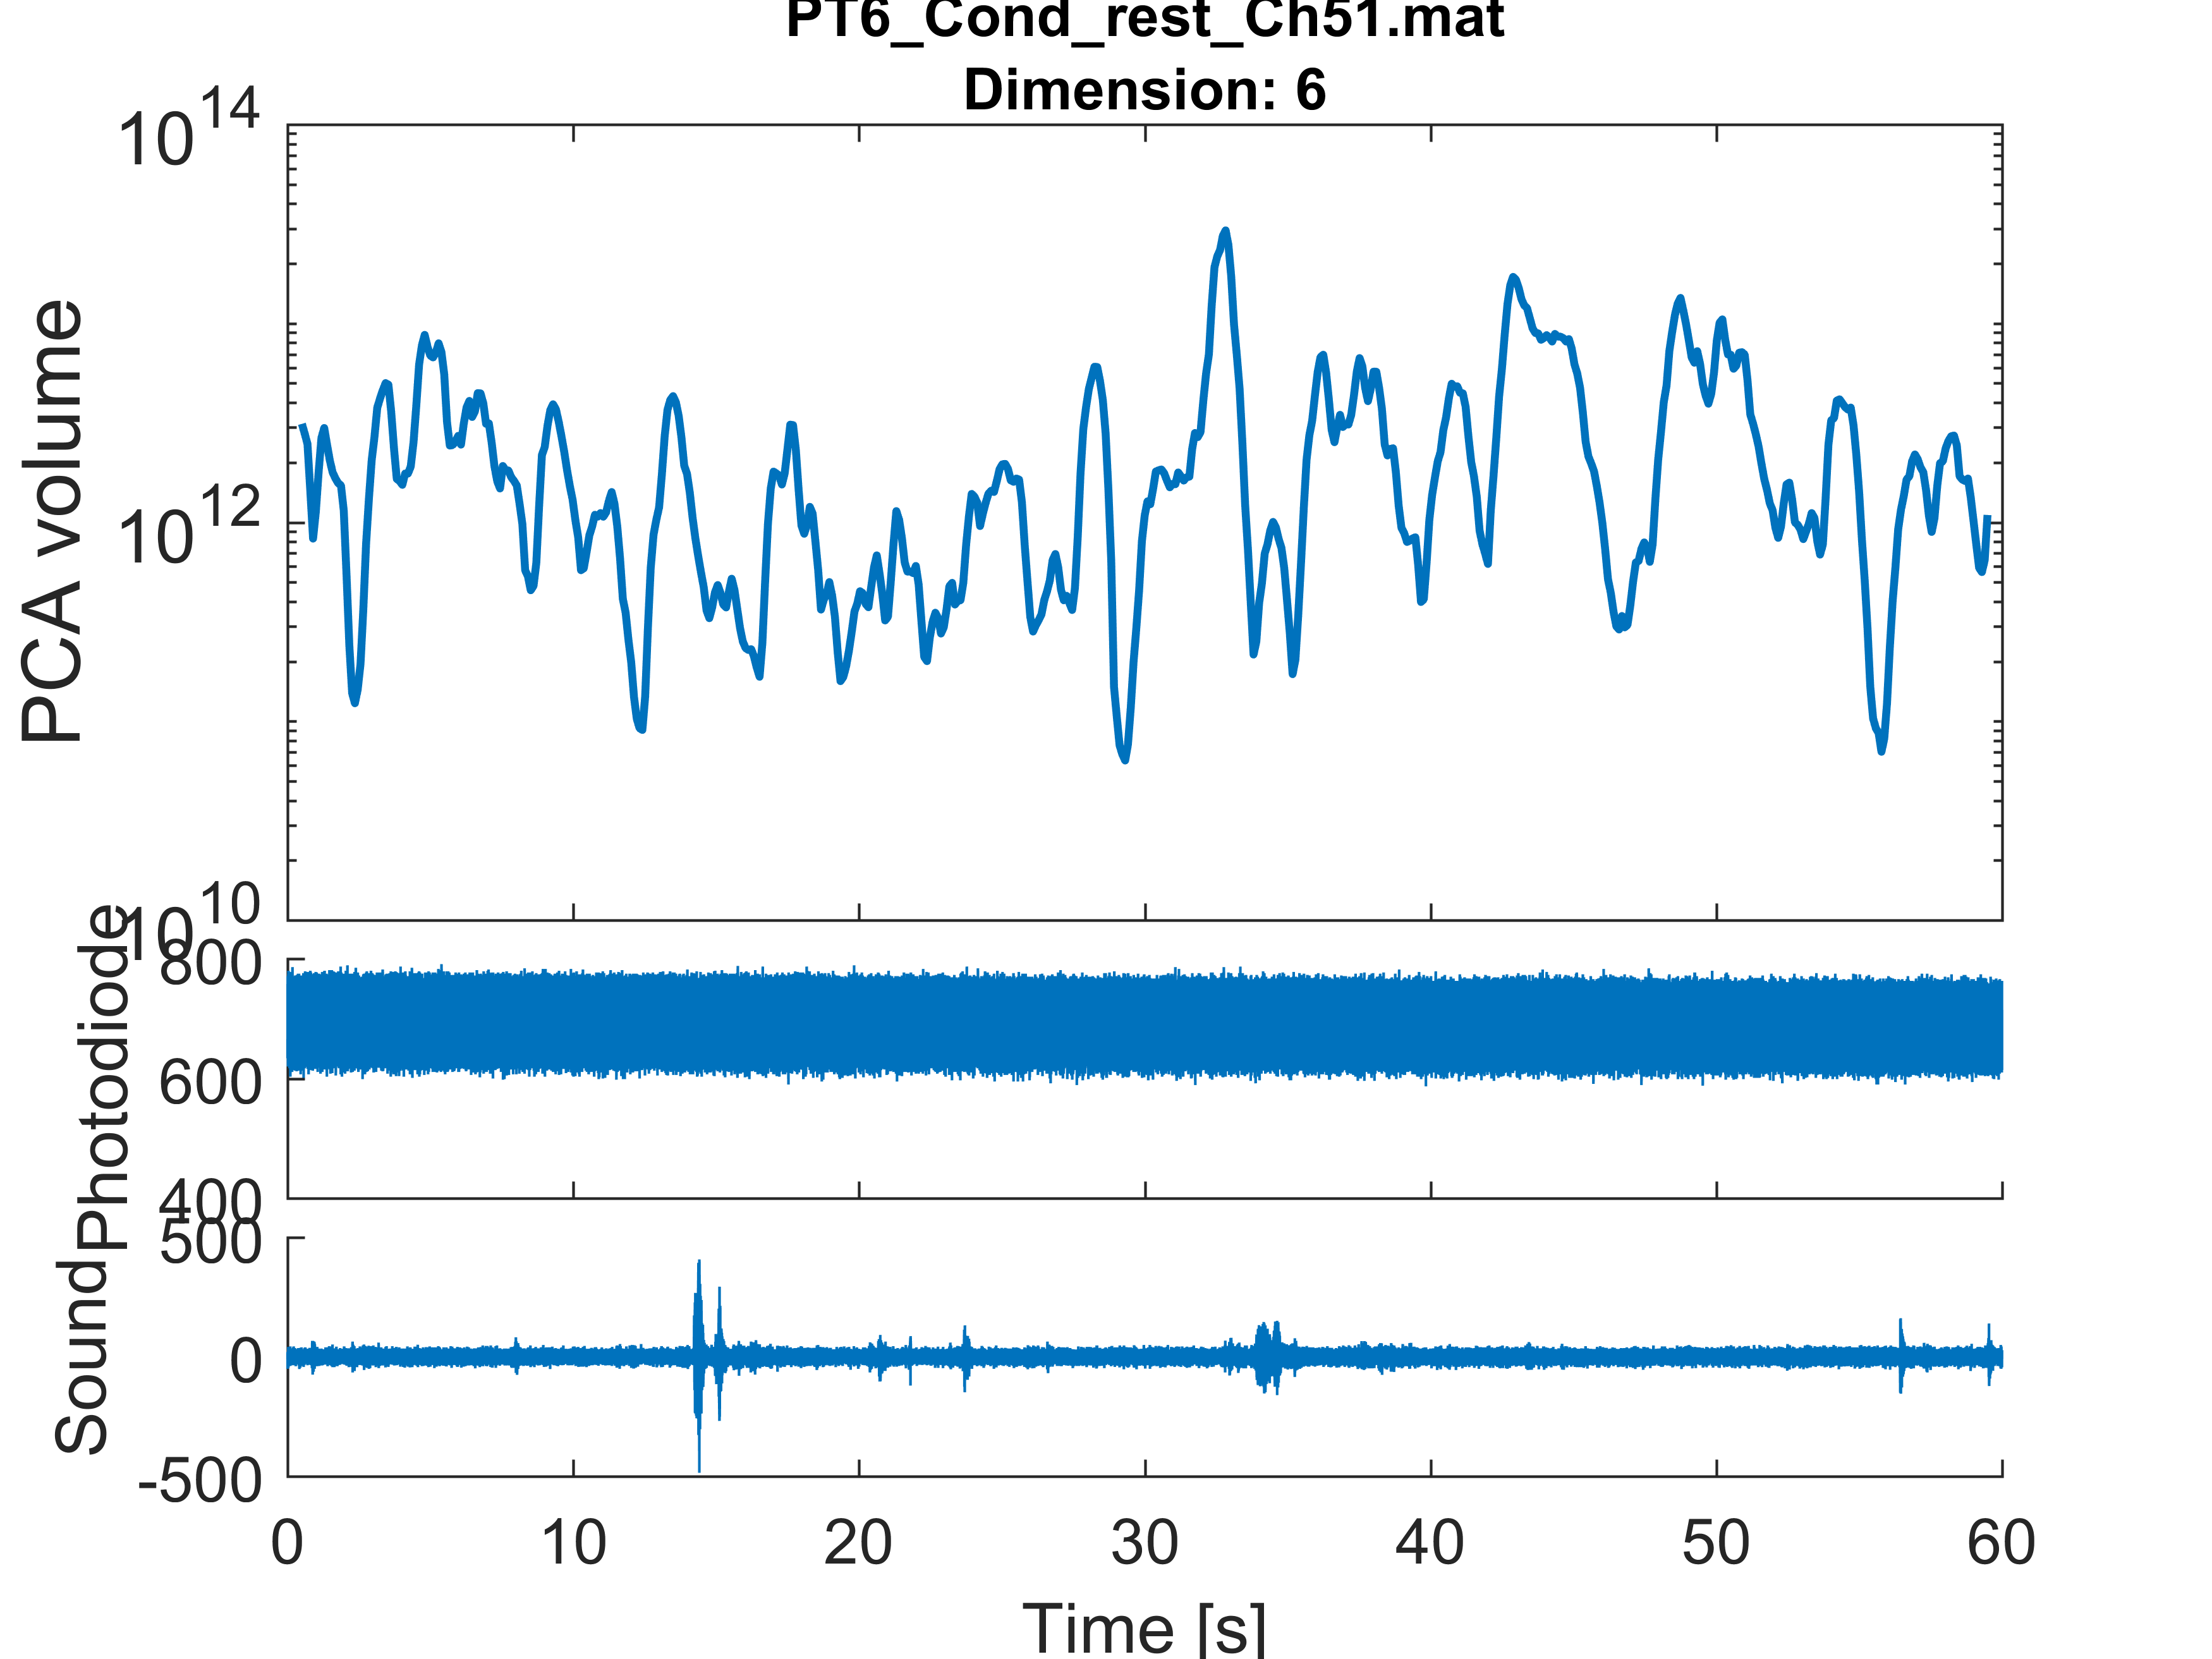 PT6_Cond_rest_Ch51.mat
Dimension: 6
PCA volume
10^14
10^12
10^10
Photodiode
800
600
400
Sound
500
0
-500
0 10 20 30 40 50 60
Time [s]